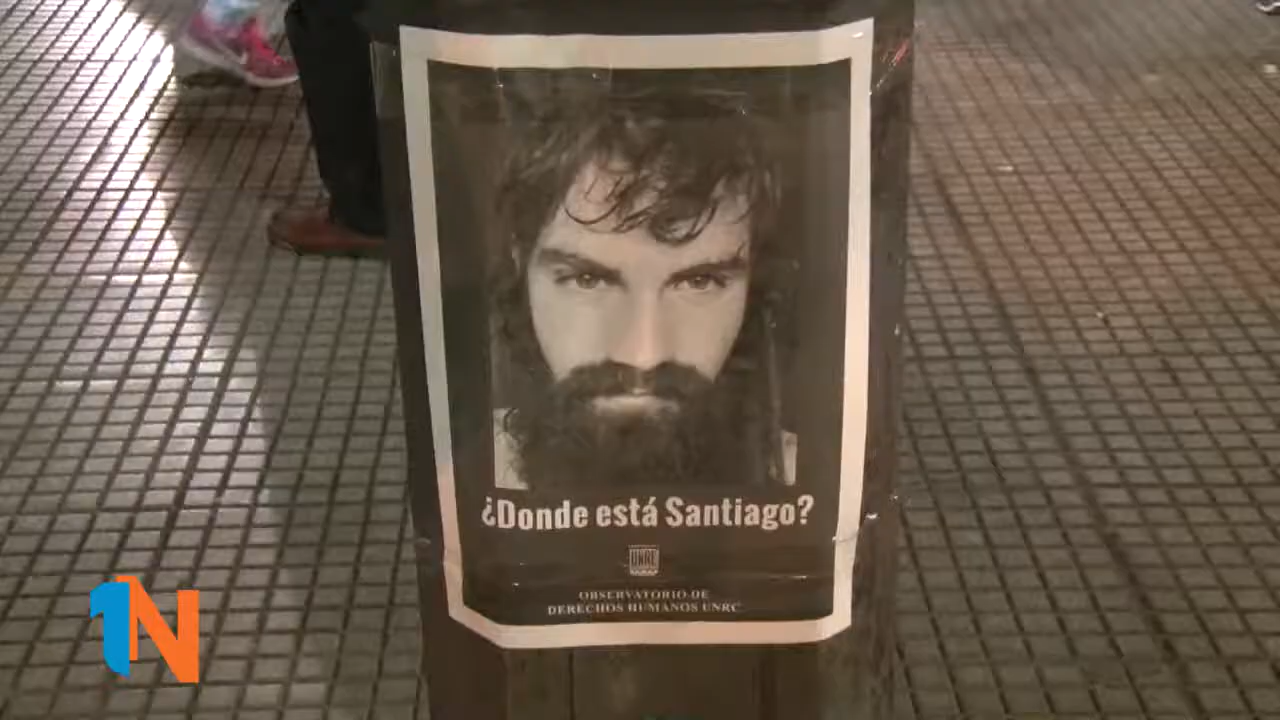 ¿Donde está Santiago?
UNRC
OBSERVATORIO DE
DERECHOS HUMANOS UNRC
1N